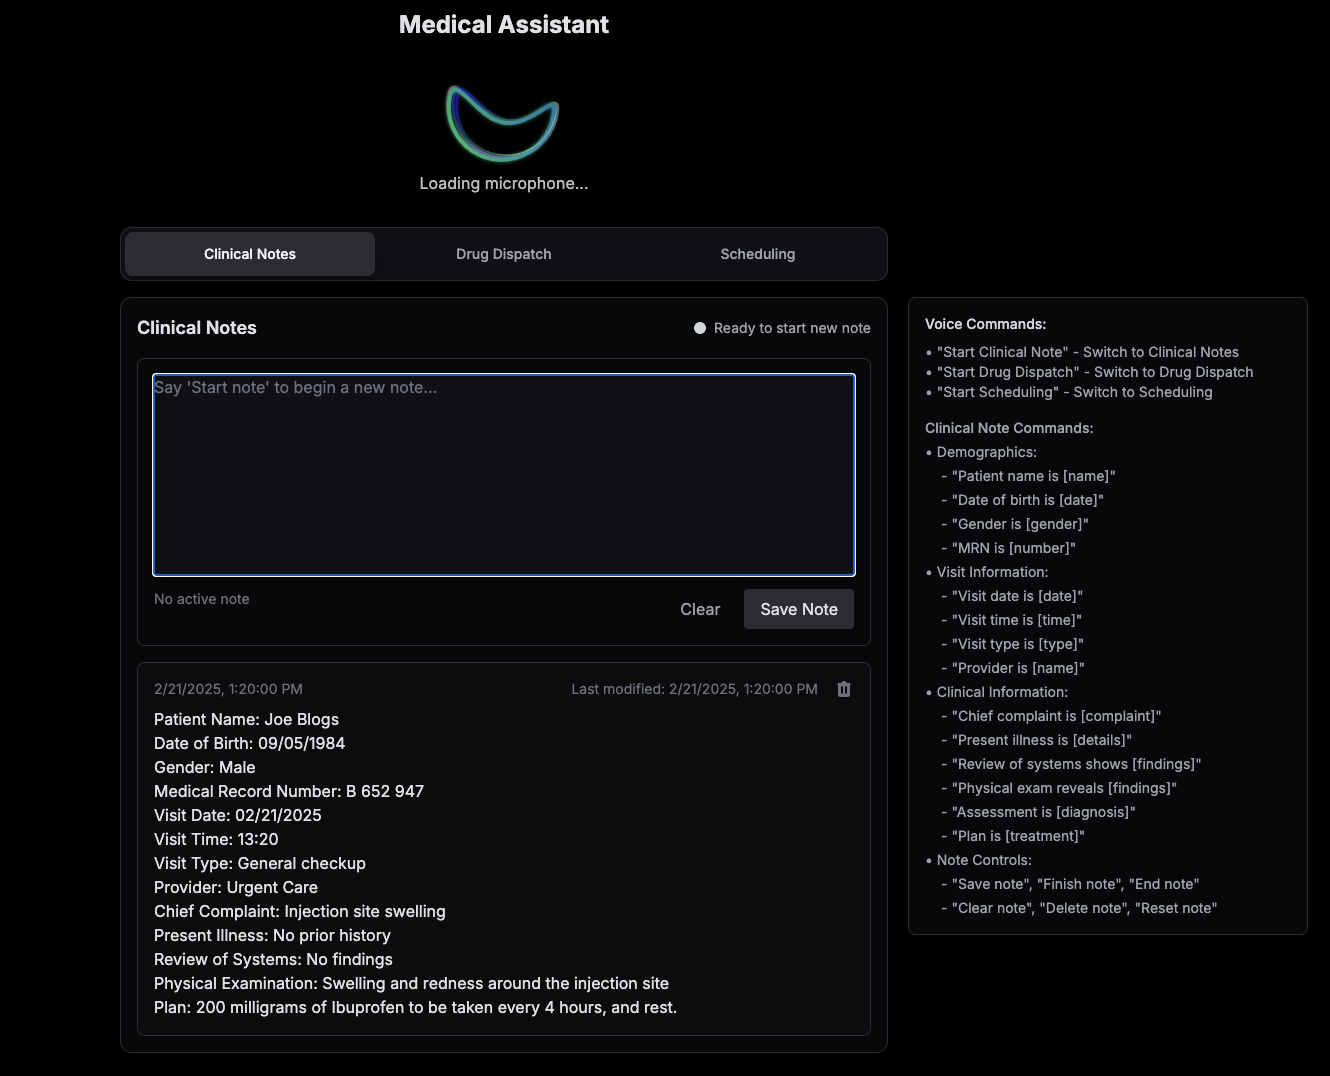 Medical Assistant
Loading microphone...
Clinical Notes
Drug Dispatch
Scheduling
Clinical Notes
Ready to start new note
Say 'Start note' to begin a new note...
No active note
Clear
Save Note
2/21/2025, 1:20:00 PM
Last modified: 2/21/2025, 1:20:00 PM
Patient Name: Joe Blogs
Date of Birth: 09/05/1984
Gender: Male
Medical Record Number: B 652 947
Visit Date: 02/21/2025
Visit Time: 13:20
Visit Type: General checkup
Provider: Urgent Care
Chief Complaint: Injection site swelling
Present Illness: No prior history
Review of Systems: No findings
Physical Examination: Swelling and redness around the injection site
Plan: 200 milligrams of Ibuprofen to be taken every 4 hours, and rest.
Voice Commands:
• "Start Clinical Note" - Switch to Clinical Notes
• "Start Drug Dispatch" - Switch to Drug Dispatch
• "Start Scheduling" - Switch to Scheduling
Clinical Note Commands:
• Demographics:
- "Patient name is [name]"
- "Date of birth is [date]"
- "Gender is [gender]"
- "MRN is [number]"
• Visit Information:
- "Visit date is [date]"
- "Visit time is [time]"
- "Visit type is [type]"
- "Provider is [name]"
• Clinical Information:
- "Chief complaint is [complaint]"
- "Present illness is [details]"
- "Review of systems shows [findings]"
- "Physical exam reveals [findings]"
- "Assessment is [diagnosis]"
- "Plan is [treatment]"
• Note Controls:
- "Save note", "Finish note", "End note"
- "Clear note", "Delete note", "Reset note"